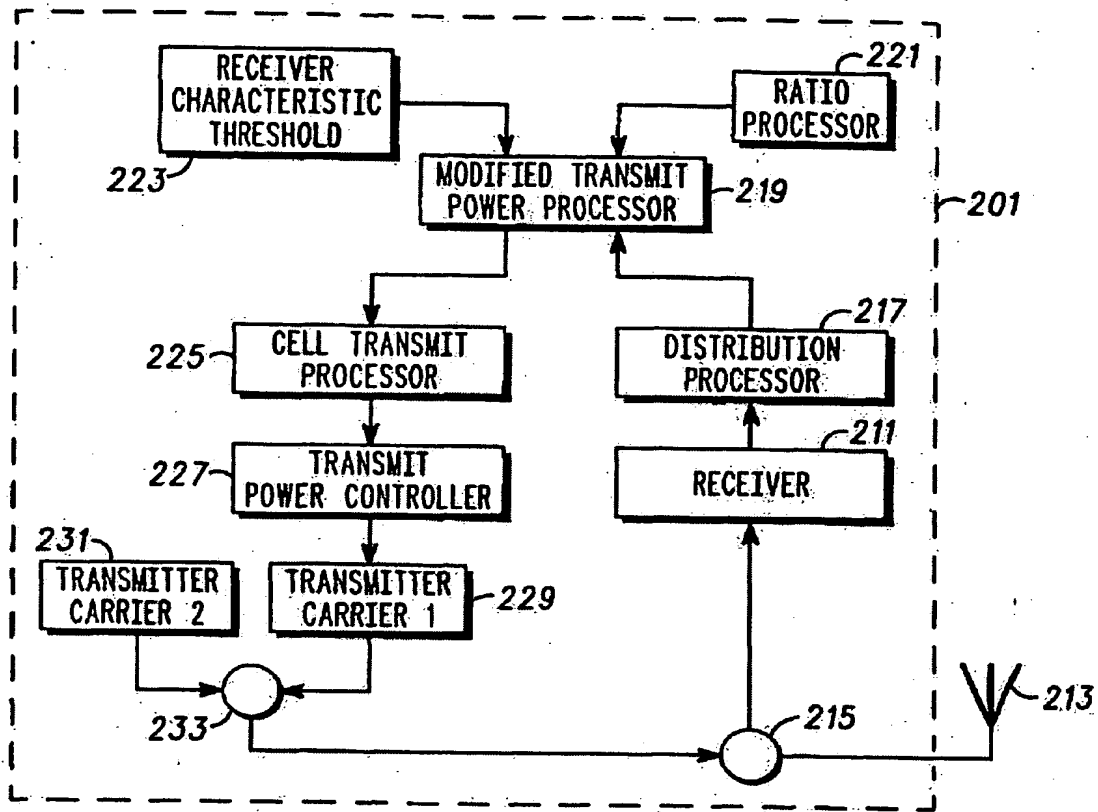 RECEIVER
CHARACTERISTIC
THRESHOLD
223
221
RATIO
PROCESSOR
MODIFIED TRANSMIT
POWER PROCESSOR
219
201
225
CELL TRANSMIT
PROCESSOR
217
DISTRIBUTION
PROCESSOR
227
TRANSMIT
POWER CONTROLLER
211
RECEIVER
231
TRANSMITTER
CARRIER 2
TRANSMITTER
CARRIER 1
229
233
215
213